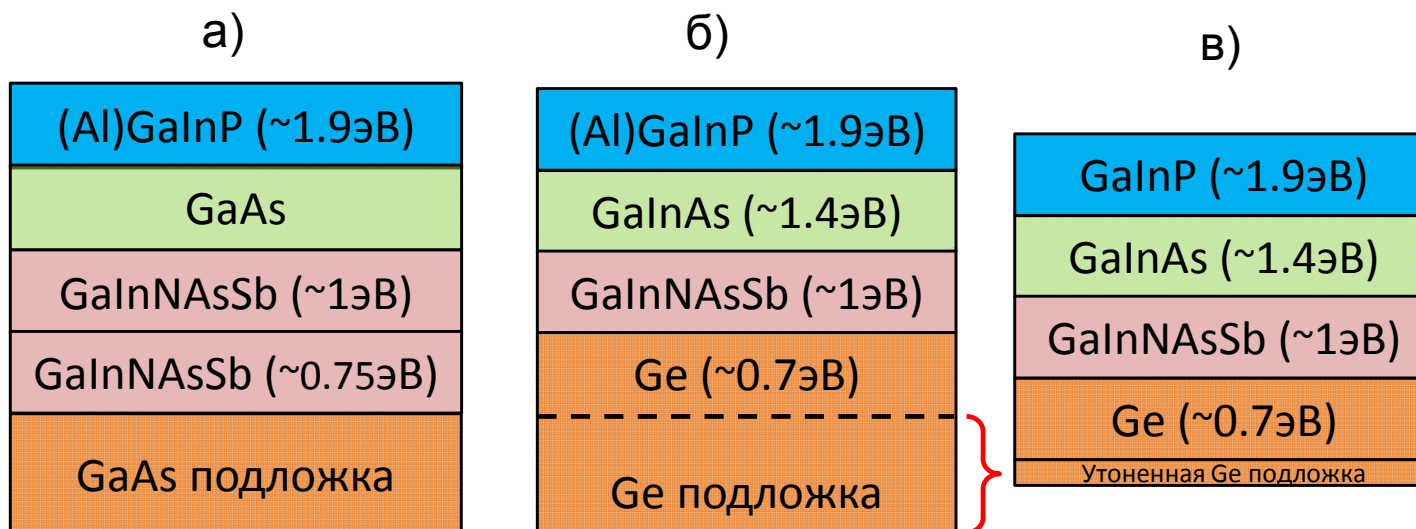 а)
(Al)GaInP (~1.9эВ)
GaAs
GaInNAsSb (~1эВ)
GaInNAsSb (~0.75эВ)
GaAs подложка
б)
(Al)GaInP (~1.9эВ)
GaInAs (~1.4эВ)
GaInNAsSb (~1эВ)
Ge (~0.7эВ)
Ge подложка
в)
GaInP (~1.9эВ)
GaInAs (~1.4эВ)
GaInNAsSb (~1эВ)
Ge (~0.7эВ)
Утоненная Ge подложка